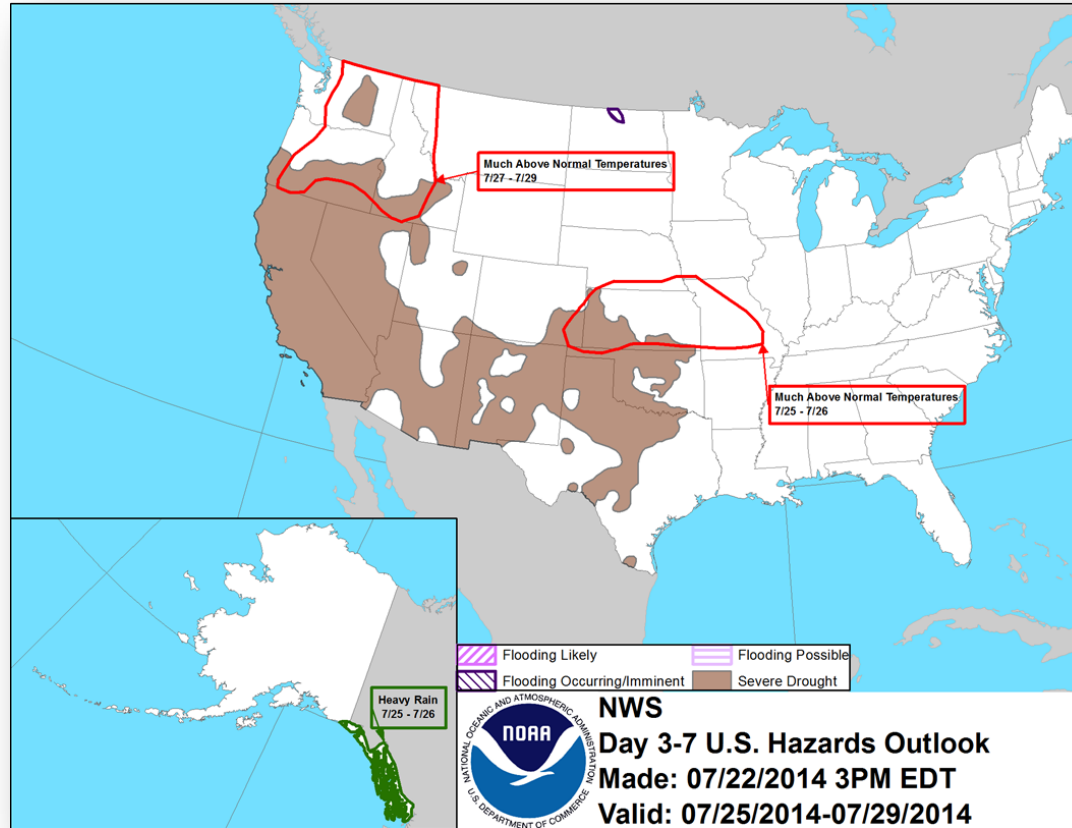 Much Above Normal Temperatures
7/27 - 7/29
Much Above Normal Temperatures
7/25 - 7/26
Heavy Rain
7/25 - 7/26
Flooding Likely
Flooding Possible
Flooding Occurring/Imminent
Severe Drought
NATIONAL OCEANIC AND ATMOSPHERIC ADMINISTRATION
NOAA
U.S. DEPARTMENT OF COMMERCE
NWS
Day 3-7 U.S. Hazards Outlook
Made: 07/22/2014 3PM EDT
Valid: 07/25/2014-07/29/2014